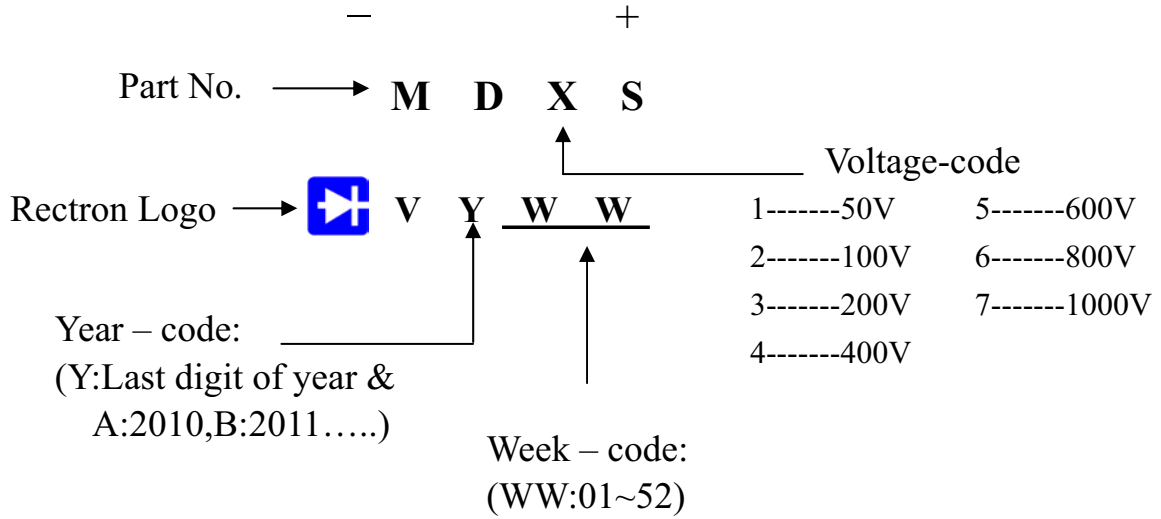 — +
Part No. M D X S
Voltage-code
Rectron Logo V Y W W
1-------50V 5-------600V
2-------100V 6-------800V
3-------200V 7-------1000V
4-------400V
Year – code:
(Y:Last digit of year &
A:2010,B:2011…..)
Week – code:
(WW:01~52)